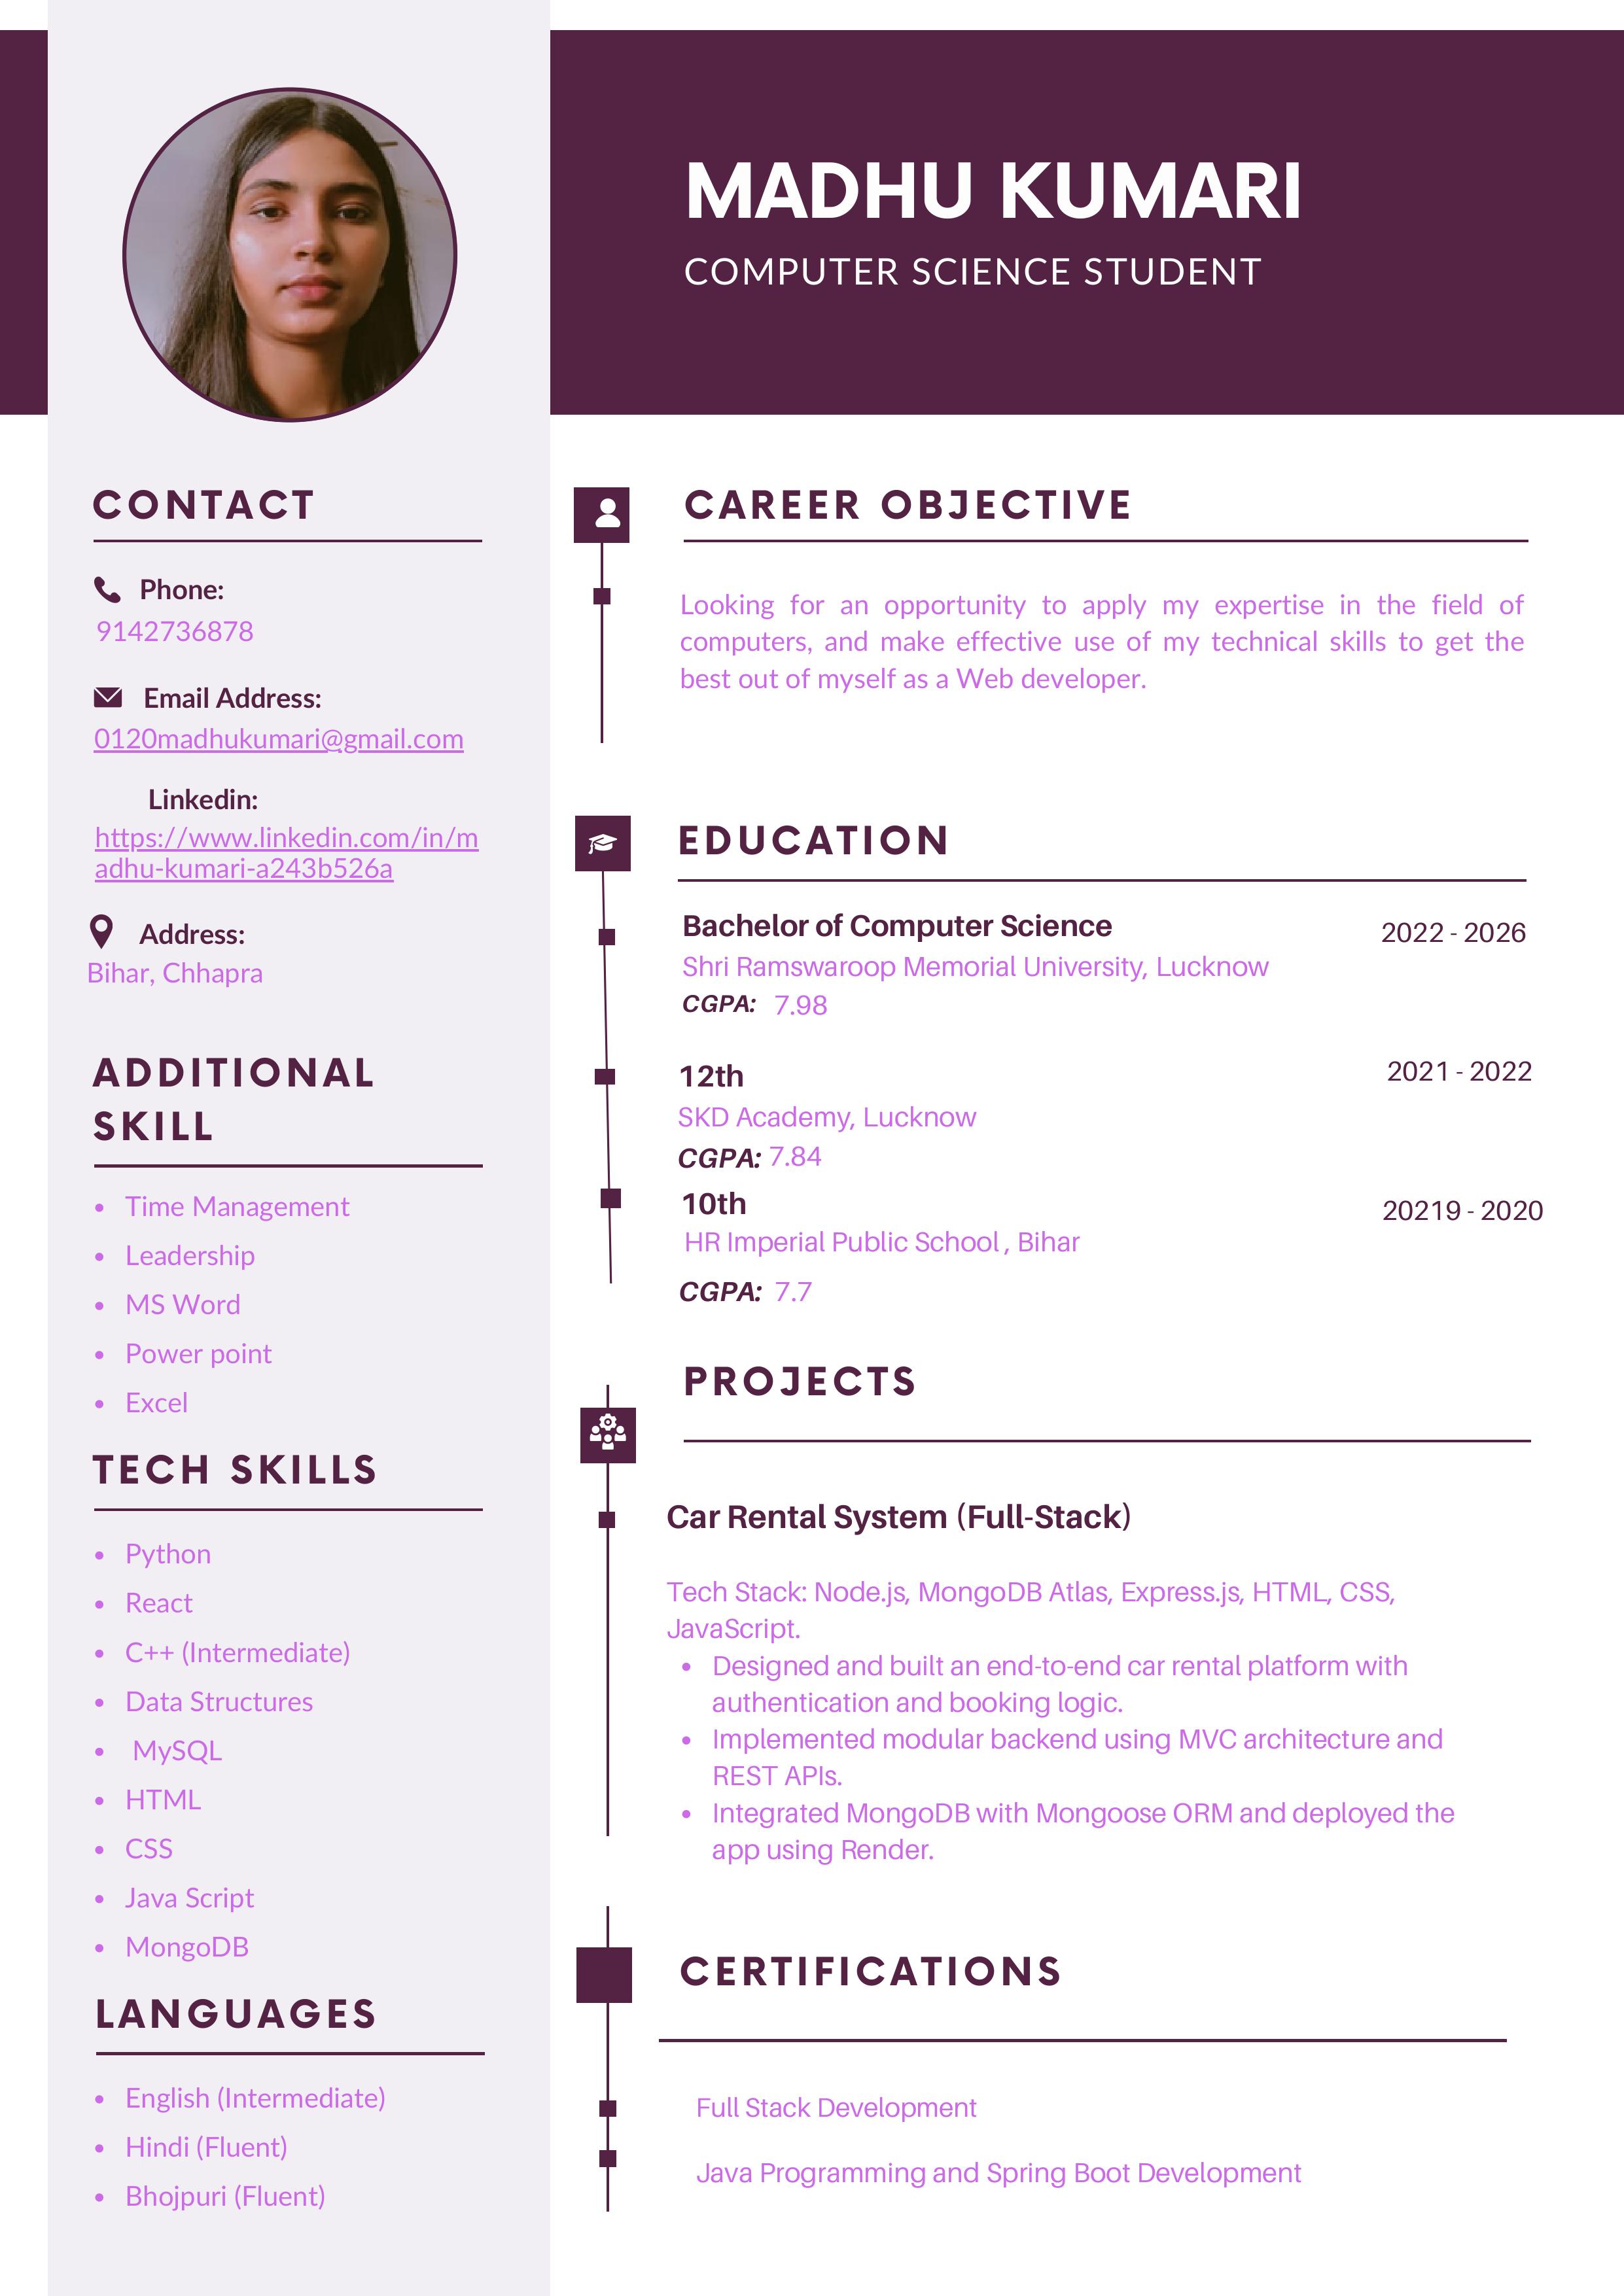 MADHU KUMARI
COMPUTER SCIENCE STUDENT
CONTACT
Phone:
9142736878
Email Address:
0120madhukumari@gmail.com
Linkedin:
https://www.linkedin.com/in/m
adhu-kumari-a243b526a
Address:
Bihar, Chhapra
ADDITIONAL
SKILL
• Time Management
• Leadership
• MS Word
• Power point
• Excel
TECH SKILLS
• Python
• React
• C++ (Intermediate)
• Data Structures
• MySQL
• HTML
• CSS
• Java Script
• MongoDB
LANGUAGES
• English (Intermediate)
• Hindi (Fluent)
• Bhojpuri (Fluent)
CAREER OBJECTIVE
Looking for an opportunity to apply my expertise in the field of
computers, and make effective use of my technical skills to get the
best out of myself as a Web developer.
EDUCATION
Bachelor of Computer Science 2022 - 2026
Shri Ramswaroop Memorial University, Lucknow
CGPA: 7.98
12th 2021 - 2022
SKD Academy, Lucknow
CGPA: 7.84
10th 20219 - 2020
HR Imperial Public School , Bihar
CGPA: 7.7
PROJECTS
Car Rental System (Full-Stack)
Tech Stack: Node.js, MongoDB Atlas, Express.js, HTML, CSS,
JavaScript.
• Designed and built an end-to-end car rental platform with
authentication and booking logic.
• Implemented modular backend using MVC architecture and
REST APIs.
• Integrated MongoDB with Mongoose ORM and deployed the
app using Render.
CERTIFICATIONS
Full Stack Development
Java Programming and Spring Boot Development